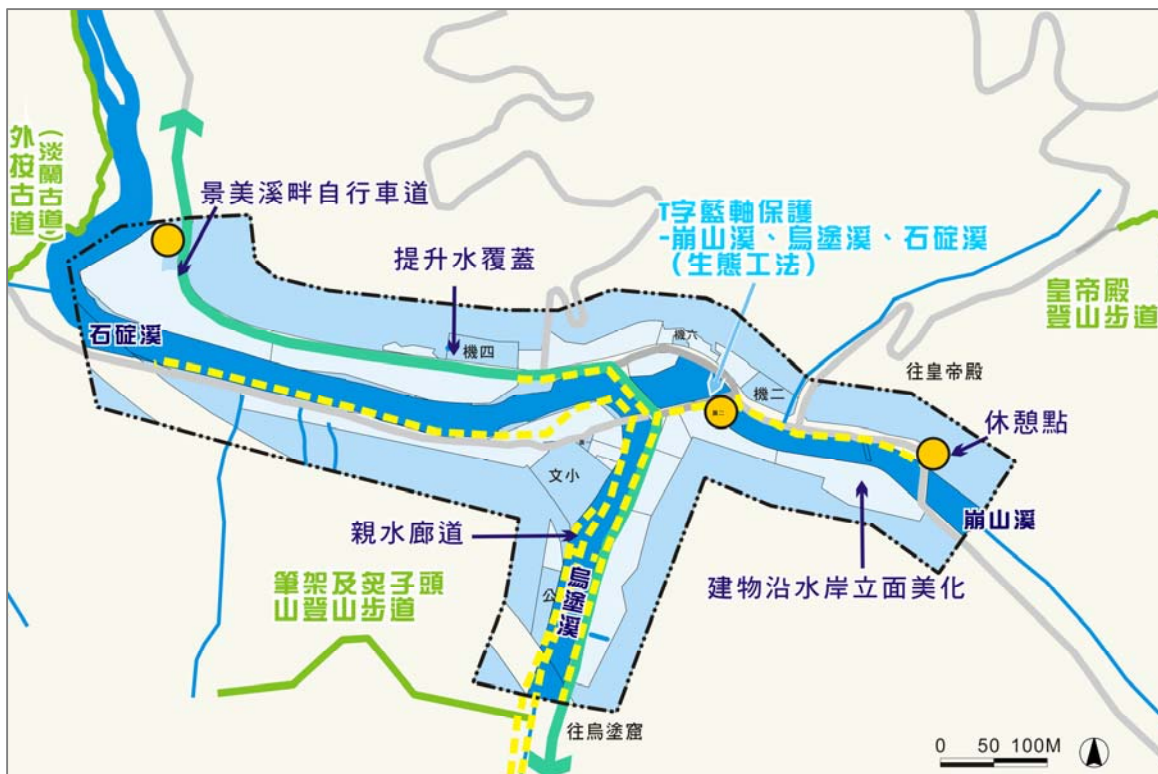 外按古道
(淡蘭古道)
景美溪畔自行車道
提升水覆蓋
T字藍軸保護
-崩山溪、烏塗溪、石碇溪
(生態工法)
皇帝殿
登山步道
往皇帝殿
石碇溪
機四
機六
機二
休憩點
文小
崩山溪
親水廊道
烏塗溪
公
建物沿水岸立面美化
筆架及炙子頭
山登山步道
往烏塗窟
0 50 100M